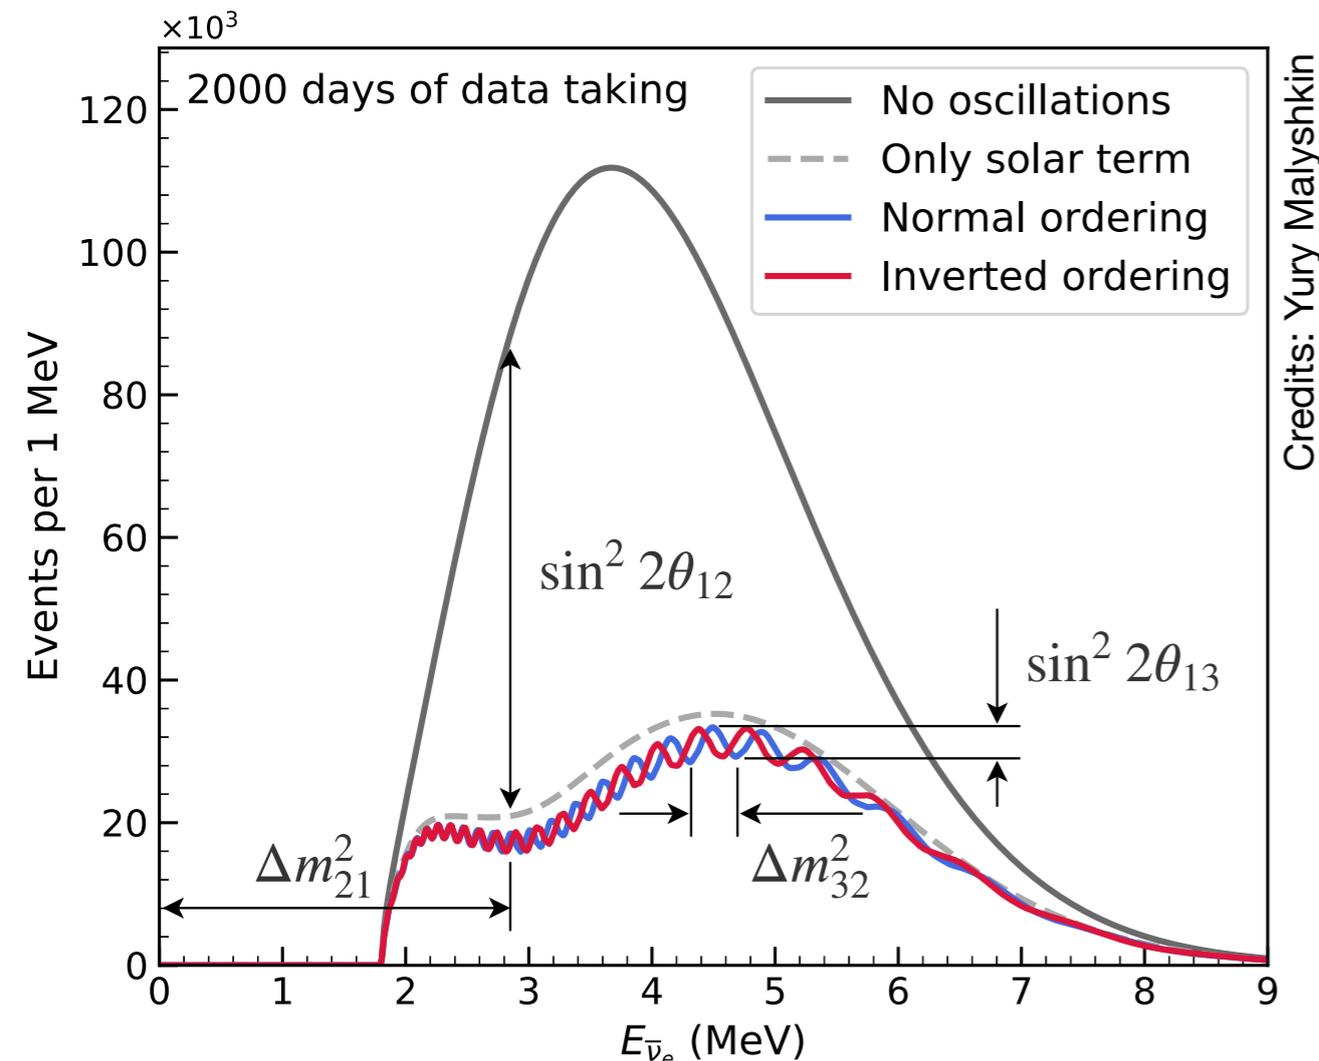 ×10³
2000 days of data taking
No oscillations
Only solar term
Normal ordering
Inverted ordering
Credits: Yury Malyshkin
Events per 1 MeV
120
100
80
60
40
20
0
sin² 2θ₁₂
sin² 2θ₁₃
Δm²₂₁
Δm²₃₂
0 1 2 3 4 5 6 7 8 9
E_ν̅ₑ (MeV)